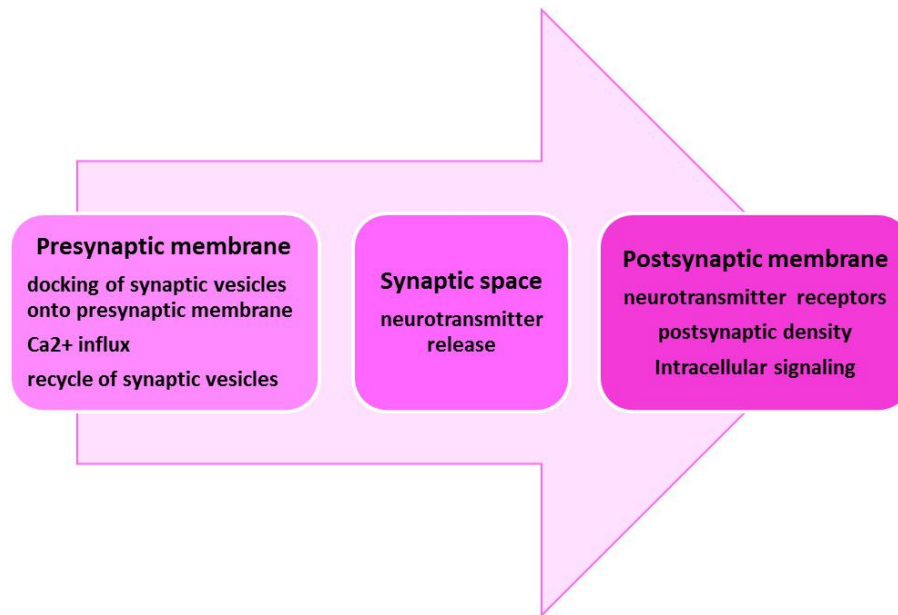 Presynaptic membrane
docking of synaptic vesicles
onto presynaptic membrane
Ca2+ influx
recycle of synaptic vesicles
Synaptic space
neurotransmitter
release
Postsynaptic membrane
neurotransmitter receptors
postsynaptic density
Intracellular signaling